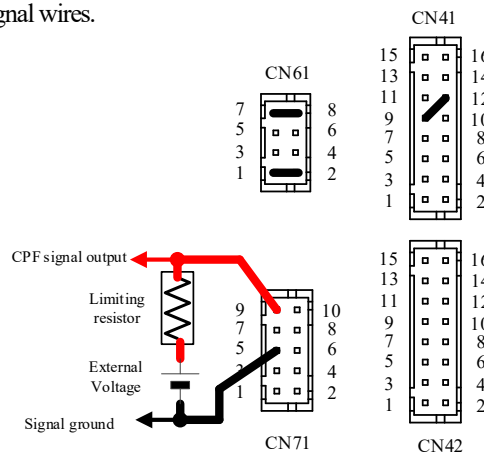 gnal wires.
CN41
15 16
13 14
11 12
9 10
7 8
5 6
3 4
1 2
CN61
7 8
5 6
3 4
1 2
CPF signal output
Limiting
resistor
External
Voltage
Signal ground
9 10
7 8
5 6
3 4
1 2
CN71
15 16
13 14
11 12
9 10
7 8
5 6
3 4
1 2
CN42